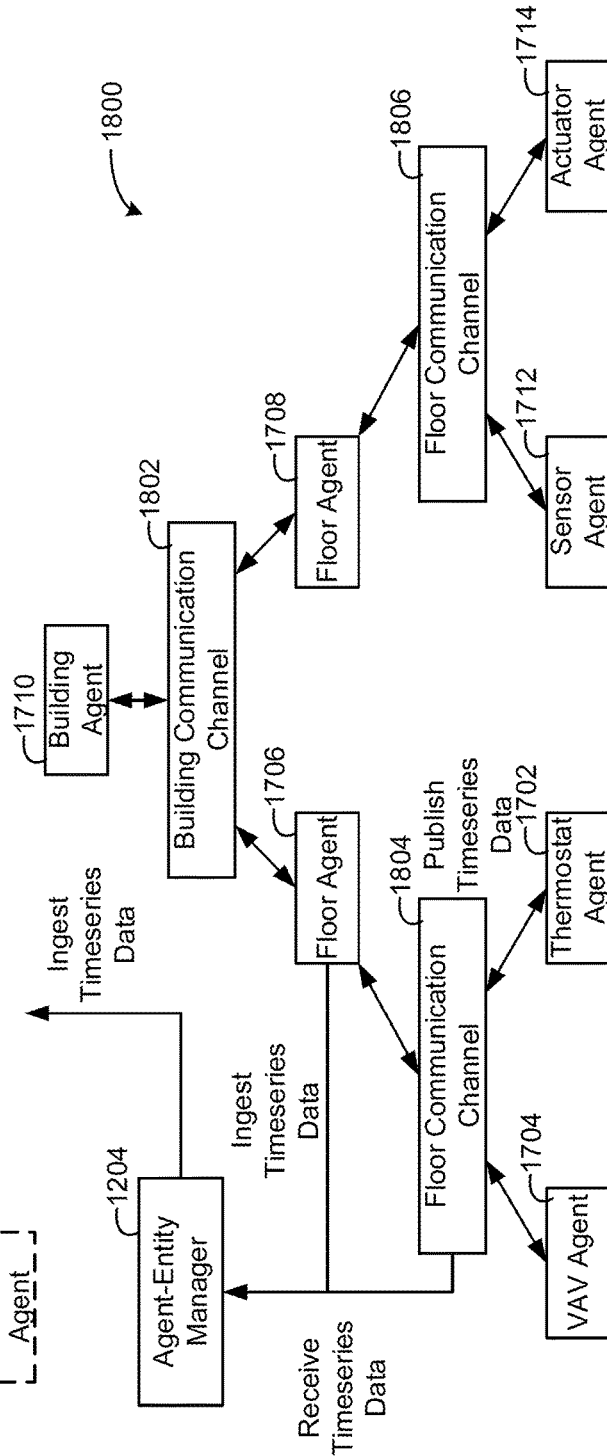 Agent
1800
1204
Agent-Entity
Manager
Ingest
Timeseries
Data
1710
Building
Agent
1802
Building Communication
Channel
Receive
Timeseries
Data
Ingest
Timeseries
Data
1706
Floor Agent
1708
Floor Agent
1804
Floor Communication
Channel
Publish
Timeseries
Data
1806
Floor Communication
Channel
1704
VAV Agent
1702
Thermostat
Agent
1712
Sensor
Agent
1714
Actuator
Agent